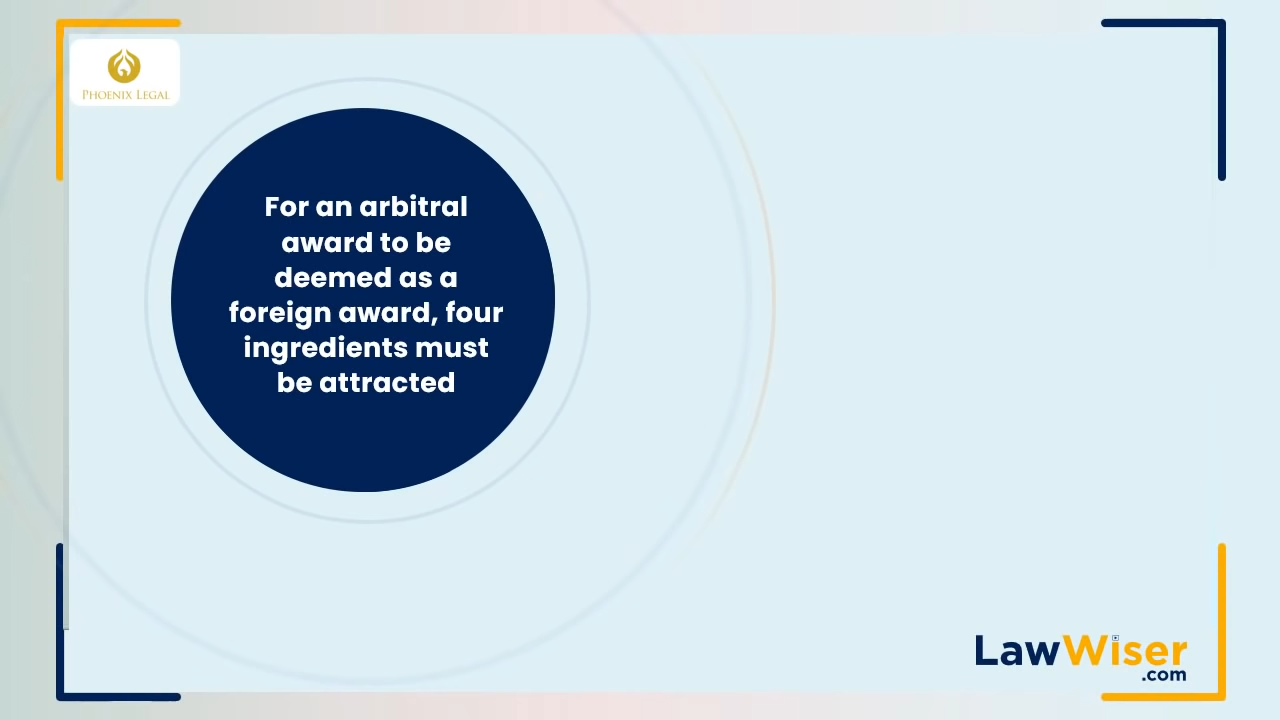 PHOENIX LEGAL
For an arbitral
award to be
deemed as a
foreign award, four
ingredients must
be attracted
LawWiser
.com